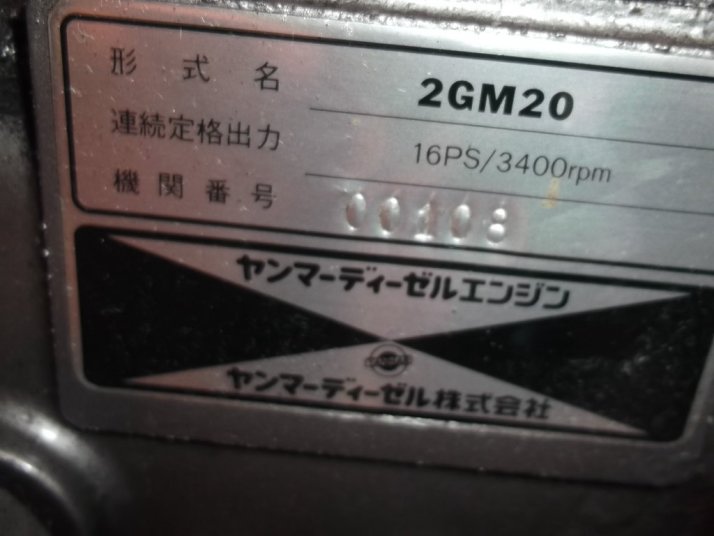 形式名 2GM20
連続定格出力 16PS/3400rpm
機関番号 00108
ヤンマーディーゼルエンジン
ヤンマーディーゼル株式会社